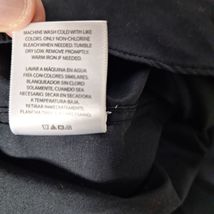 MACHINE WASH COLD WITH LIKE
COLORS. ONLY NON-CHLORINE
BLEACH WHEN NEEDED. TUMBLE
DRY LOW. REMOVE PROMPTLY.
WARM IRON IF NEEDED.
LAVAR A MÁQUINA EN AGUA
FRÍA CON COLORES SIMILARES.
BLANQUEADOR SIN CLORO
CUANDO SEA
NECESARIO. SECAR EN SECADORA
A TEMPERATURA BAJA.